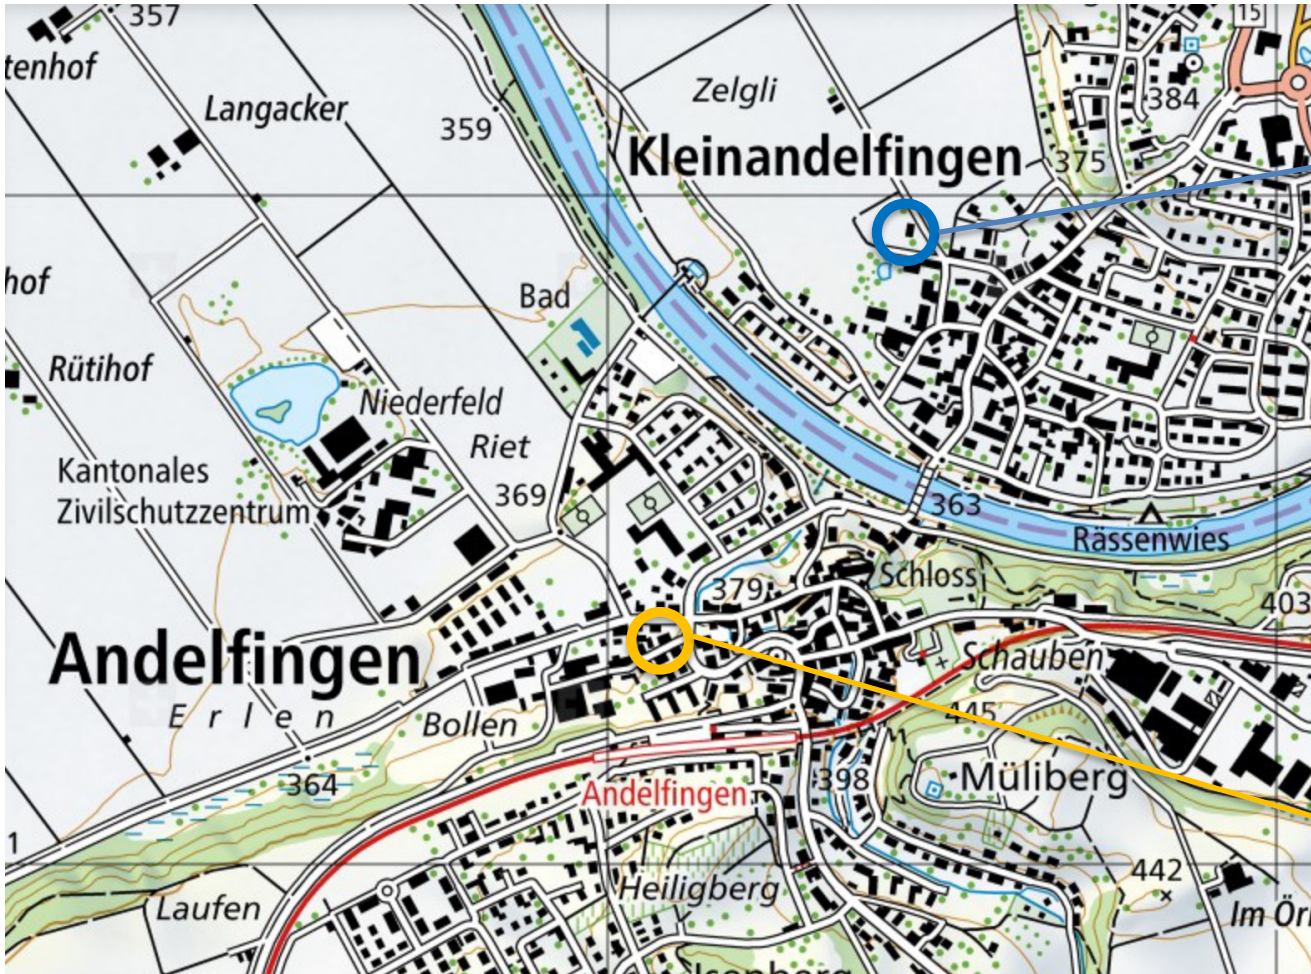 357
15
tenhof
Zelgli
384
Langacker
359
Kleinandelfingen
375
hof
Bad
Rütihof
Niederfeld
Riet
Kantonales
Zivilschutzzentrum
369
363
Rässenwies
Schloss
379
403
Andelfingen
Schauben
Erlen
Bollen
445
364
Andelfingen
398
Müliberg
1
442
Heiligberg
Laufen
Im Ör